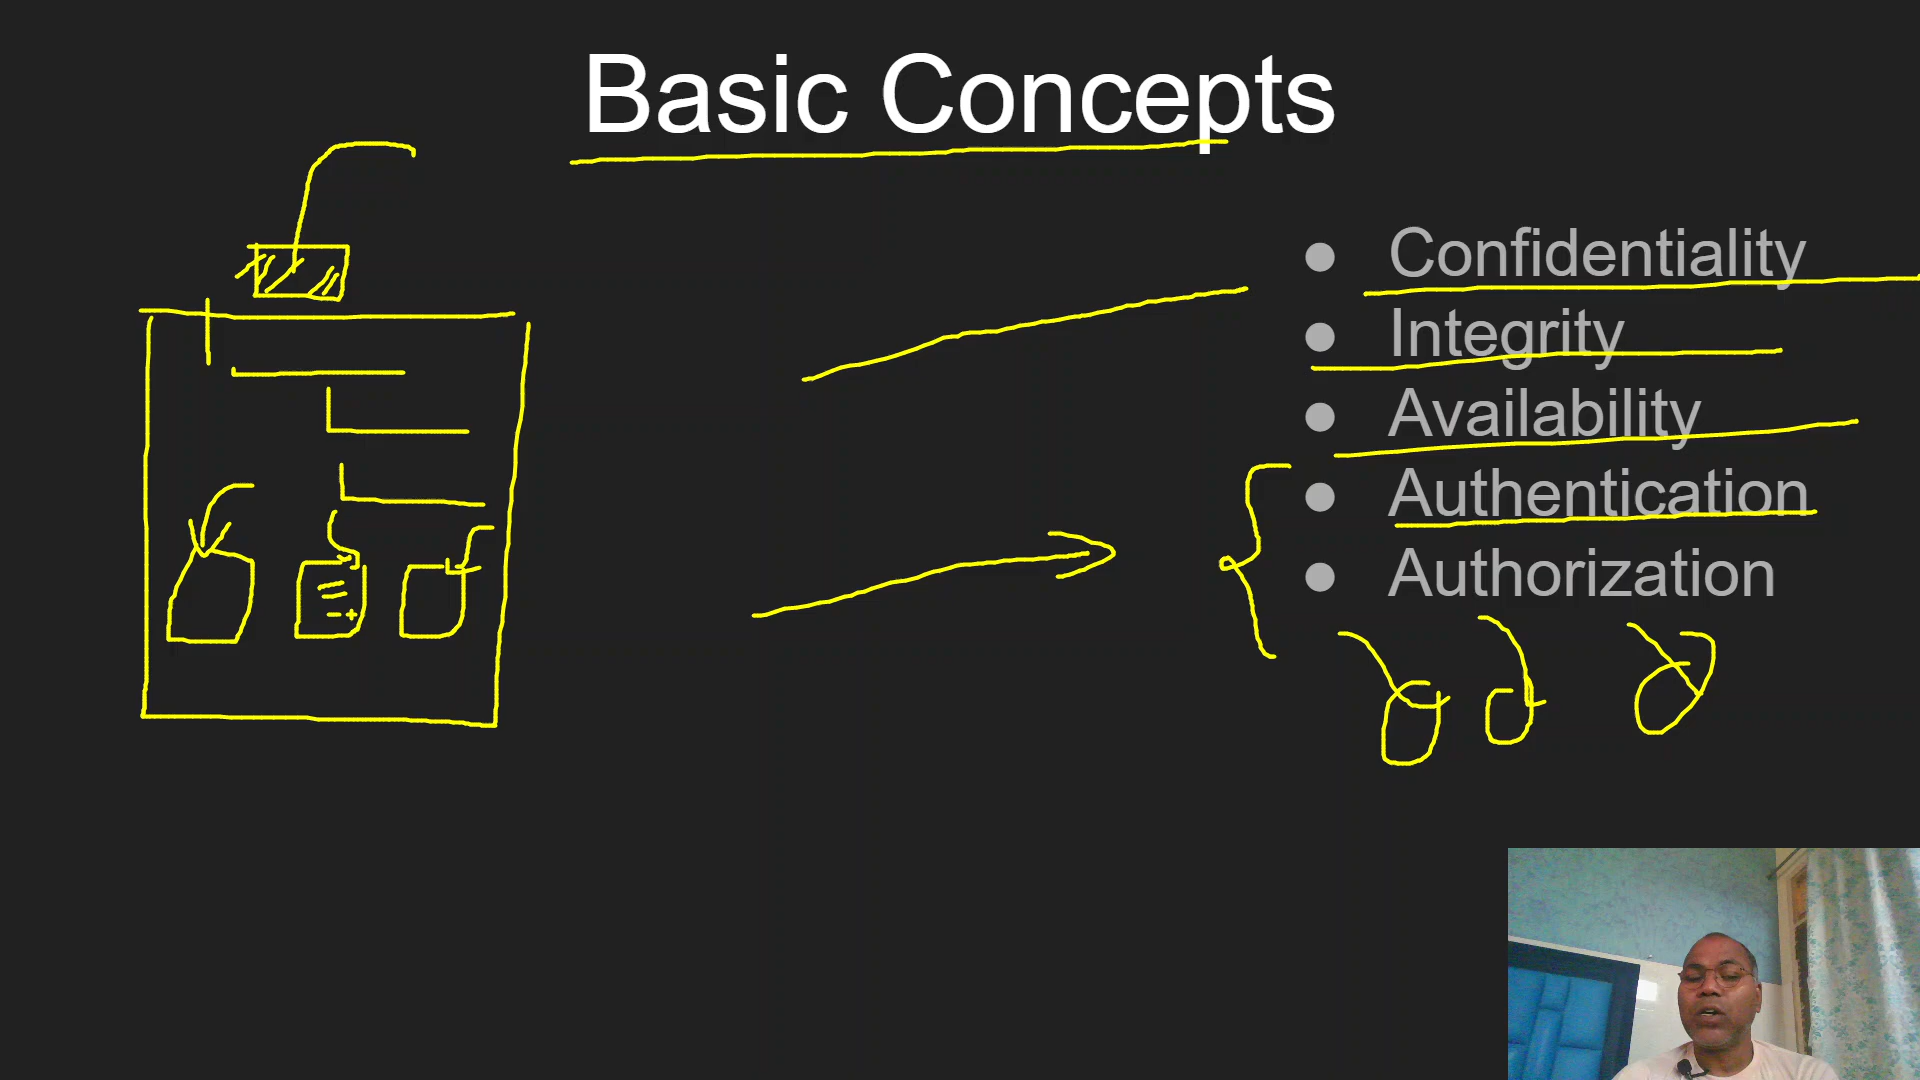 Basic Concepts
● Confidentiality
● Integrity
● Availability
● Authentication
● Authorization